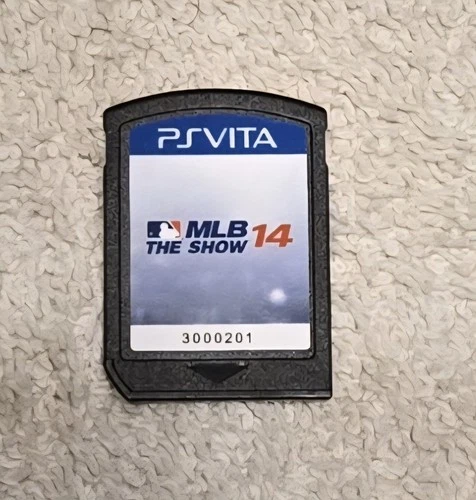 PSVITA
MLB 14
THE SHOW
3000201